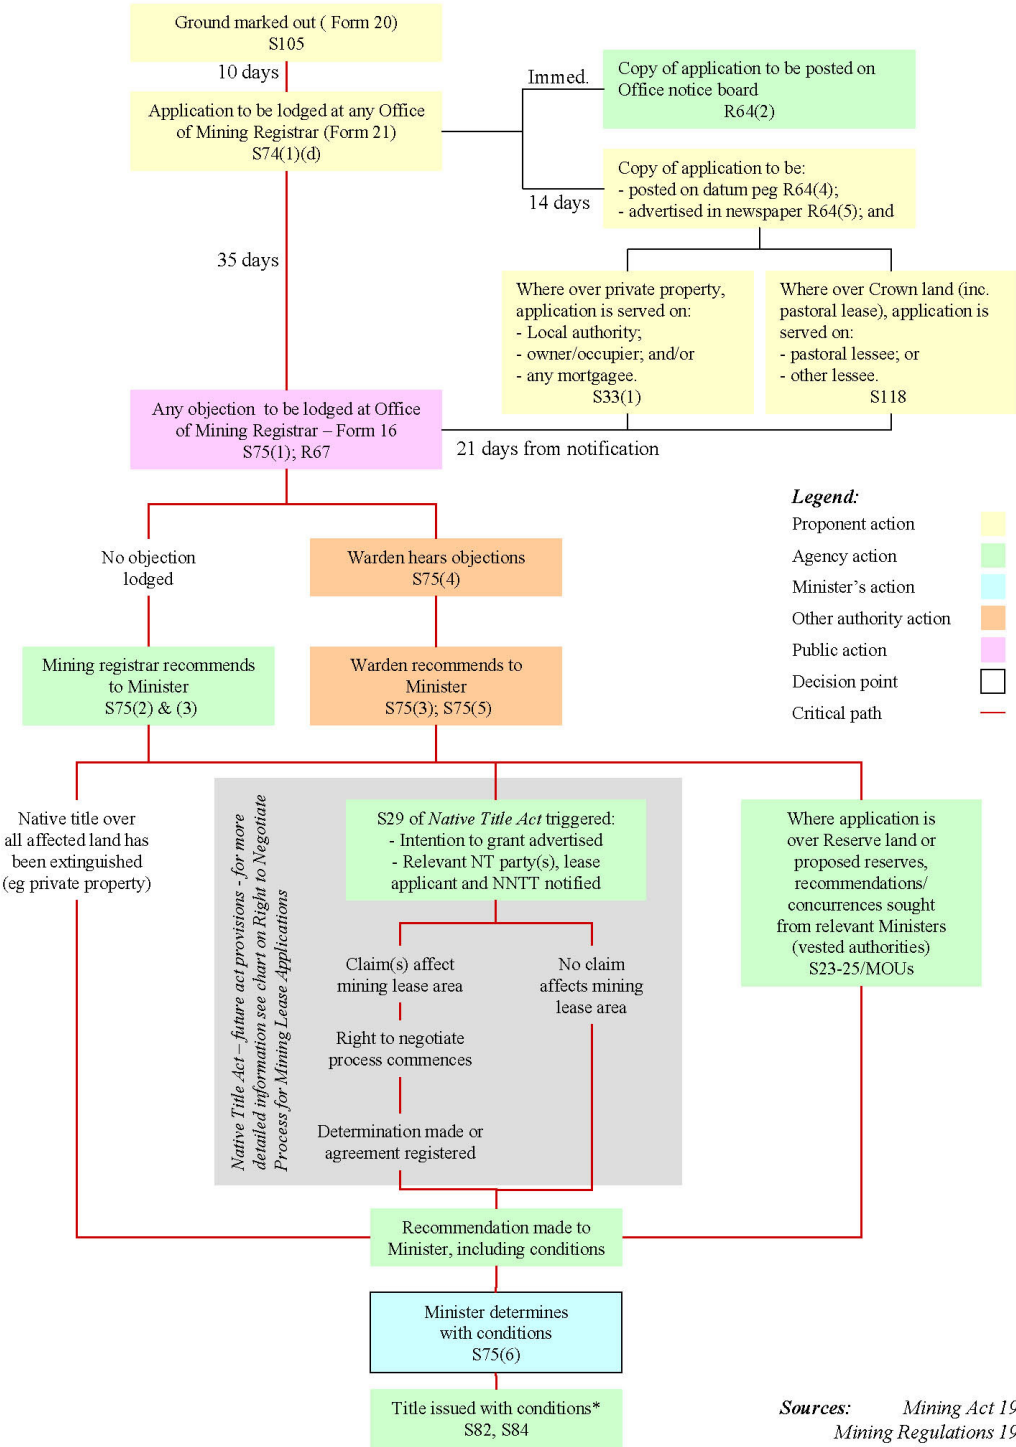 Ground marked out ( Form 20)
S105
10 days
Application to be lodged at any Office
of Mining Registrar (Form 21)
S74(1)(d)
Immed.
Copy of application to be posted on
Office notice board
R64(2)
14 days
Copy of application to be:
- posted on datum peg R64(4);
- advertised in newspaper R64(5); and
35 days
Where over private property,
application is served on:
- Local authority;
- owner/occupier; and/or
- any mortgagee.
S33(1)
Where over Crown land (inc.
pastoral lease), application is
served on:
- pastoral lessee; or
- other lessee.
S118
Any objection to be lodged at Office
of Mining Registrar – Form 16
S75(1); R67
21 days from notification
Legend:
Proponent action
Agency action
Minister's action
Other authority action
Public action
Decision point
Critical path
No objection
lodged
Warden hears objections
S75(4)
Mining registrar recommends
to Minister
S75(2) & (3)
Warden recommends to
Minister
S75(3); S75(5)
Native title over
all affected land has
been extinguished
(eg private property)
Native Title Act – future act provisions - for more
detailed information see chart on Right to Negotiate
Process for Mining Lease Applications
S29 of Native Title Act triggered:
- Intention to grant advertised
- Relevant NT party(s), lease
applicant and NNTT notified
Where application is
over Reserve land or
proposed reserves,
recommendations/
concurrences sought
from relevant Ministers
(vested authorities)
S23-25/MOUs
Claim(s) affect
mining lease area
No claim
affects mining
lease area
Right to negotiate
process commences
Determination made or
agreement registered
Recommendation made to
Minister, including conditions
Minister determines
with conditions
S75(6)
Title issued with conditions*
S82, S84
Sources: Mining Act 19
Mining Regulations 19